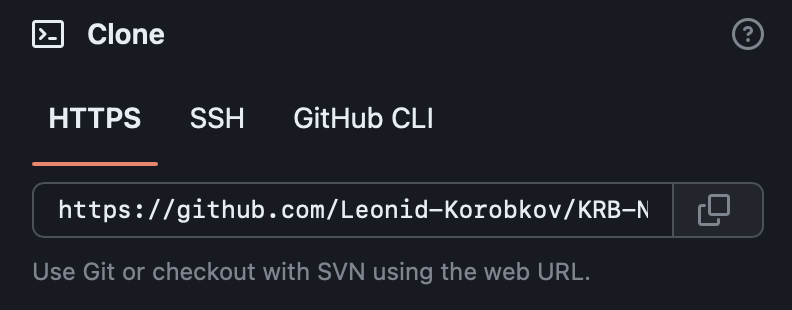 Clone
HTTPS SSH GitHub CLI
https://github.com/Leonid-Korobkov/KRB-N
Use Git or checkout with SVN using the web URL.